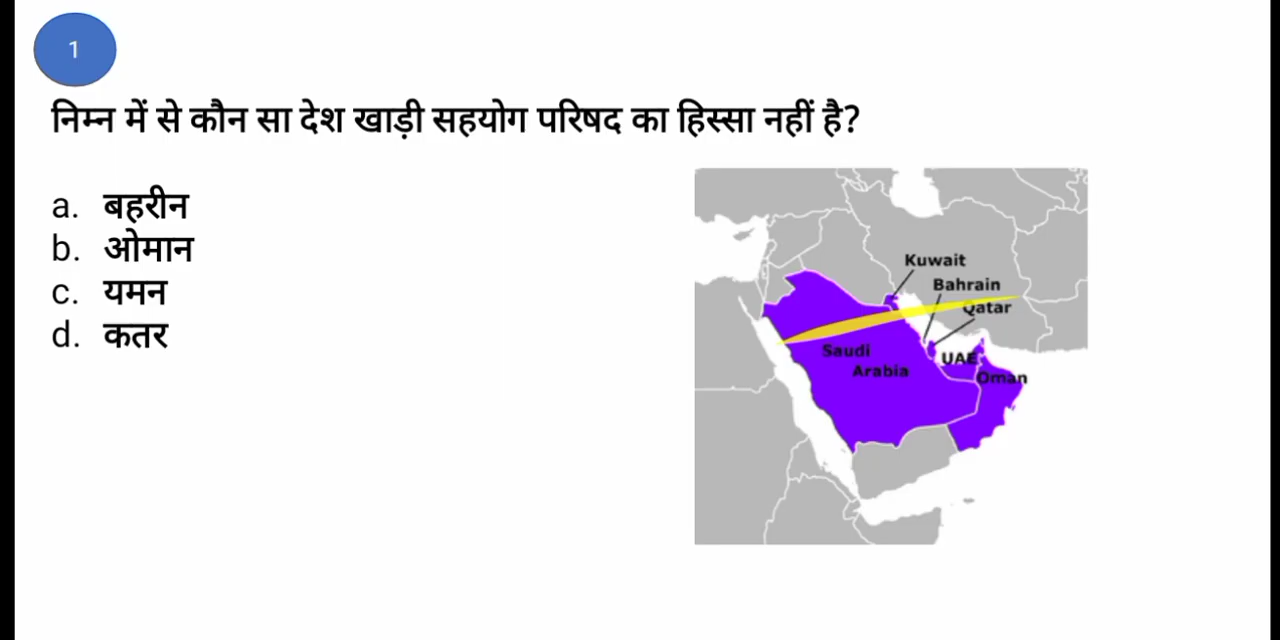 1
निम्न में से कौन सा देश खाड़ी सहयोग परिषद का हिस्सा नहीं है?
a. बहरीन
b. ओमान
c. यमन
d. कतर
Kuwait
Bahrain
Qatar
Saudi
Arabia
UAE
Oman